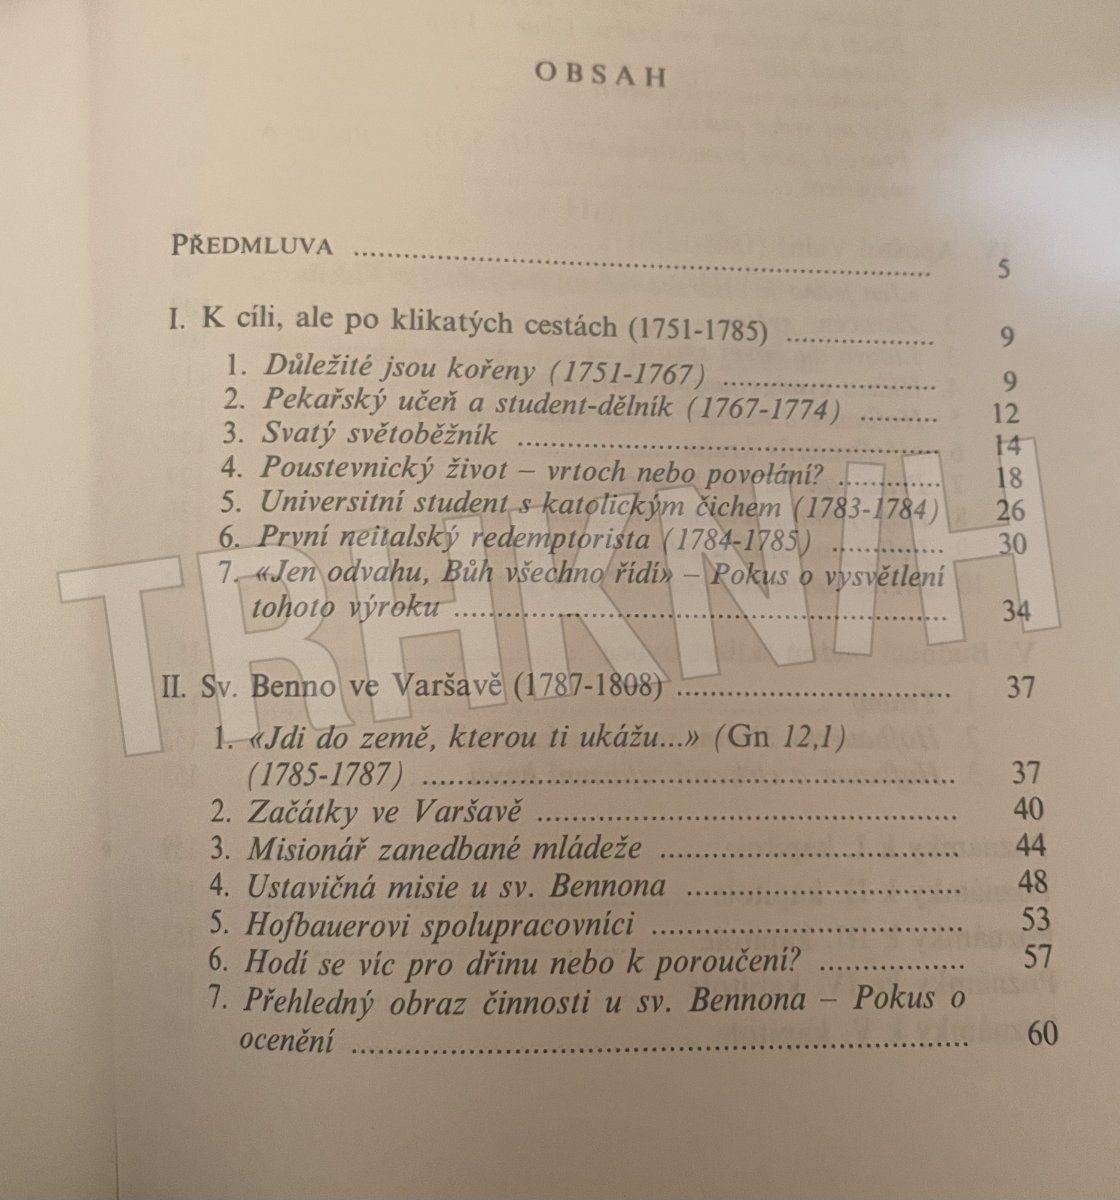 OBSAH
PŘEDMLUVA ..... 5
I. K cíli, ale po klikatých cestách (1751-1785) ..... 9
1. Důležité jsou kořeny (1751-1767) ..... 9
2. Pekařský učeň a student-dělník (1767-1774) ..... 12
3. Svatý světoběžník ..... 14
4. Poustevnický život – vrtoch nebo povolání? ..... 18
5. Universitní student s katolickým čichem (1783-1784) 26
6. První neitalský redemptorista (1784-1785) ..... 30
7. «Jen odvahu, Bůh všechno řídí» – Pokus o vysvětlení
tohoto výroku ..... 34
TRHKNIH
II. Sv. Benno ve Varšavě (1787-1808) ..... 37
1. «Jdi do země, kterou ti ukážu...» (Gn 12,1)
(1785-1787) ..... 37
2. Začátky ve Varšavě ..... 40
3. Misionář zanedbané mládeže ..... 44
4. Ustavičná misie u sv. Bennona ..... 48
5. Hofbauerovi spolupracovníci ..... 53
6. Hodí se víc pro dřinu nebo k poroučení? ..... 57
7. Přehledný obraz činnosti u sv. Bennona – Pokus o
ocenění ..... 60